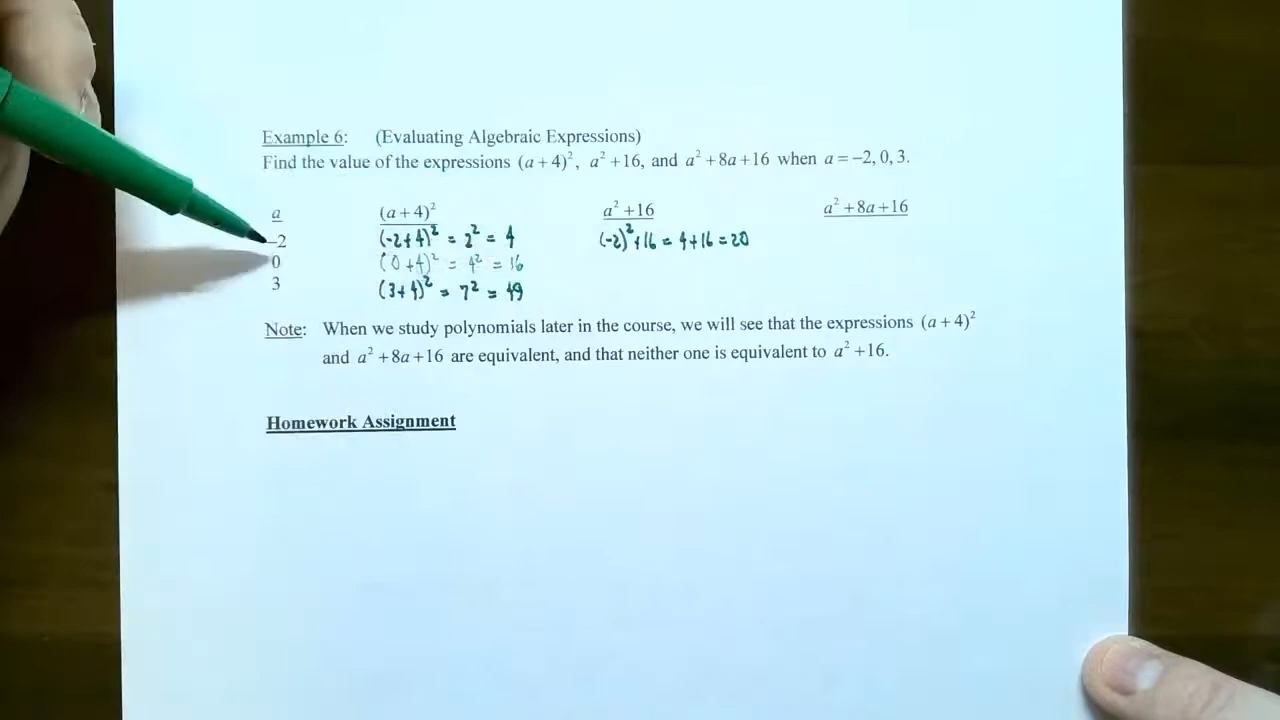 Example 6: (Evaluating Algebraic Expressions)
Find the value of the expressions (a + 4)², a² + 16, and a² + 8a + 16 when a = −2, 0, 3.
a (a + 4)² a² + 16 a² + 8a + 16
−2 (-2+4)² = 2² = 4 (-2)² + 16 = 4 + 16 = 20
0 (0+4)² = 4² = 16
3 (3+4)² = 7² = 49
Note: When we study polynomials later in the course, we will see that the expressions (a + 4)²
and a² + 8a + 16 are equivalent, and that neither one is equivalent to a² + 16.
Homework Assignment